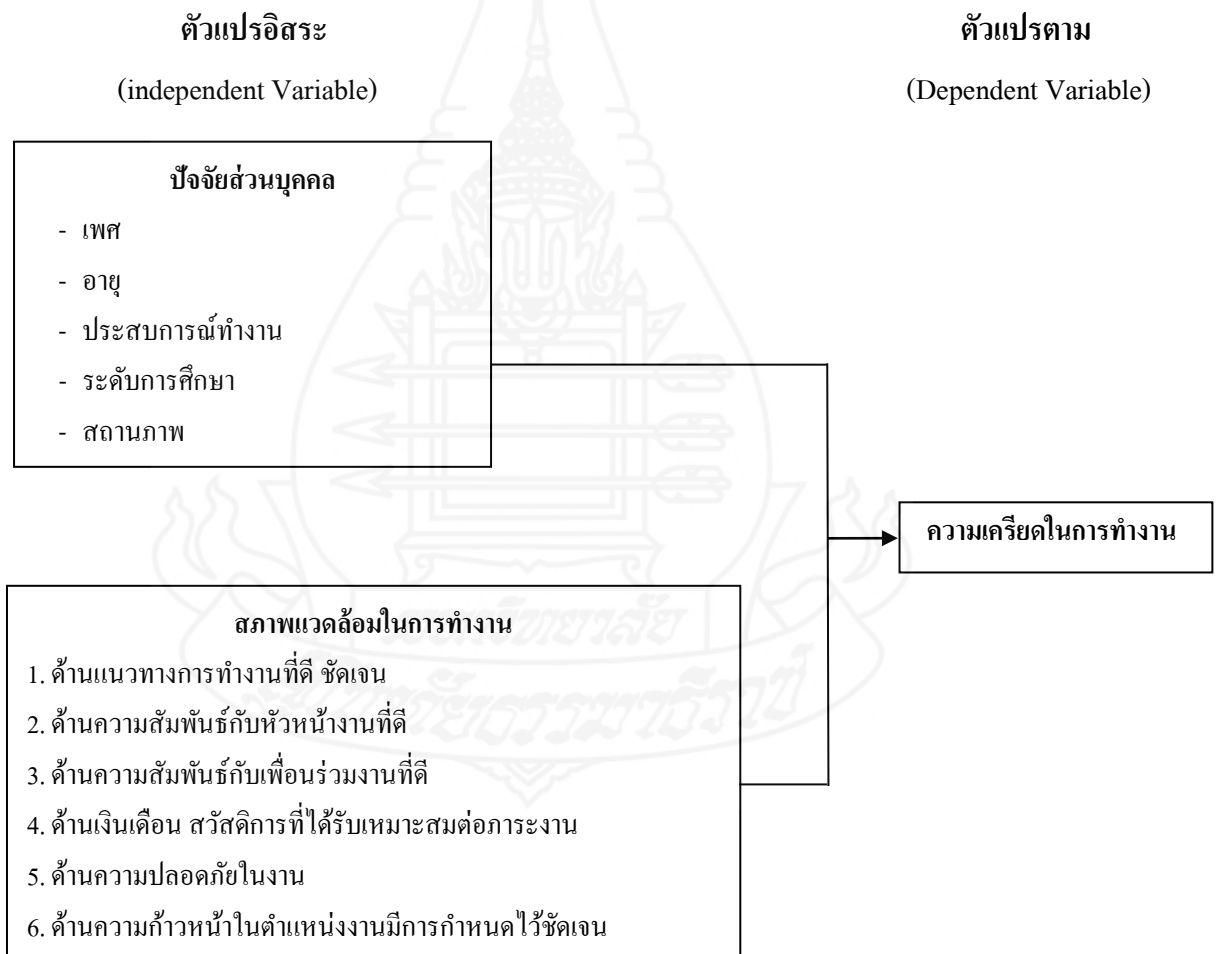 ตัวแปรอิสระ
(independent Variable)
ตัวแปรตาม
(Dependent Variable)
ปัจจัยส่วนบุคคล
- เพศ
- อายุ
- ประสบการณ์ทำงาน
- ระดับการศึกษา
- สถานภาพ
ความเครียดในการทำงาน
สภาพแวดล้อมในการทำงาน
1. ด้านแนวทางการทำงานที่ดี ชัดเจน
2. ด้านความสัมพันธ์กับหัวหน้างานที่ดี
3. ด้านความสัมพันธ์กับเพื่อนร่วมงานที่ดี
4. ด้านเงินเดือน สวัสดิการที่ได้รับเหมาะสมต่อภาระงาน
5. ด้านความปลอดภัยในงาน
6. ด้านความก้าวหน้าในตำแหน่งงานมีการกำหนดไว้ชัดเจน